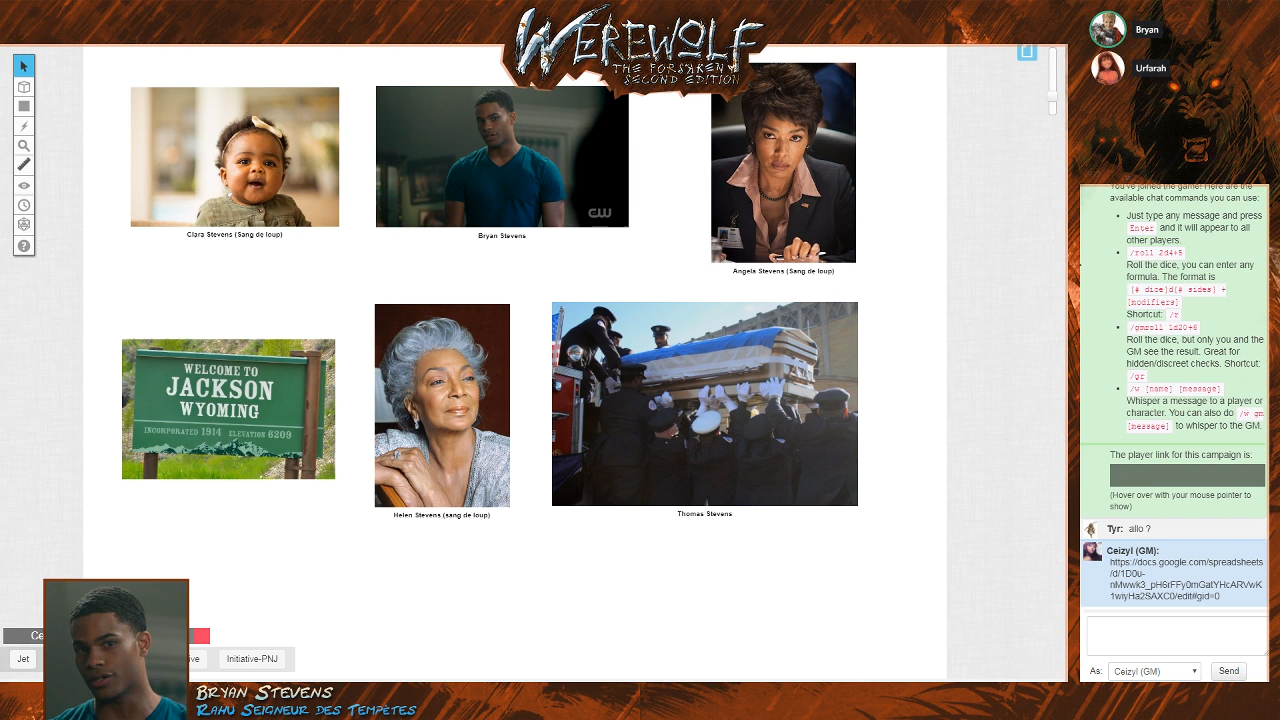 WEREWOLF
THE FORSAKEN
SECOND EDITION
Bryan
Urfarah
CW
Clara Stevens (Sang de loup)
Bryan Stevens
Angela Stevens (Sang de loup)
WELCOME TO
JACKSON
WYOMING
INCORPORATED 1914 ELEVATION 6209
Helen Stevens (sang de loup)
Thomas Stevens
You've joined the game! Here are the
available chat commands you can use:
Just type any message and press
Enter and it will appear to all
other players.
/roll 2d4+5
Roll the dice, you can enter any
formula. The format is
[# dice]d[# sides] +
[modifiers]
Shortcut: /r
/gmroll 1d20+6
Roll the dice, but only you and the
GM see the result. Great for
hidden/discreet checks. Shortcut:
/gr
/w [name] [message]
Whisper a message to a player or
character. You can also do /w gm
[message] to whisper to the GM.
The player link for this campaign is:
(Hover over with your mouse pointer to
show)
Tyr: allo ?
Ceizyl (GM):
https://docs.google.com/spreadsheets
/d/1D0u-
nMwwk3_pH6rFFy0mGatYHcARVwK
1wiyHa2SAXC0/edit#gid=0
As: Ceizyl (GM) Send
Ce
Jet
ive
Initiative-PNJ
Bryan Stevens
Rahu Seigneur des Tempêtes